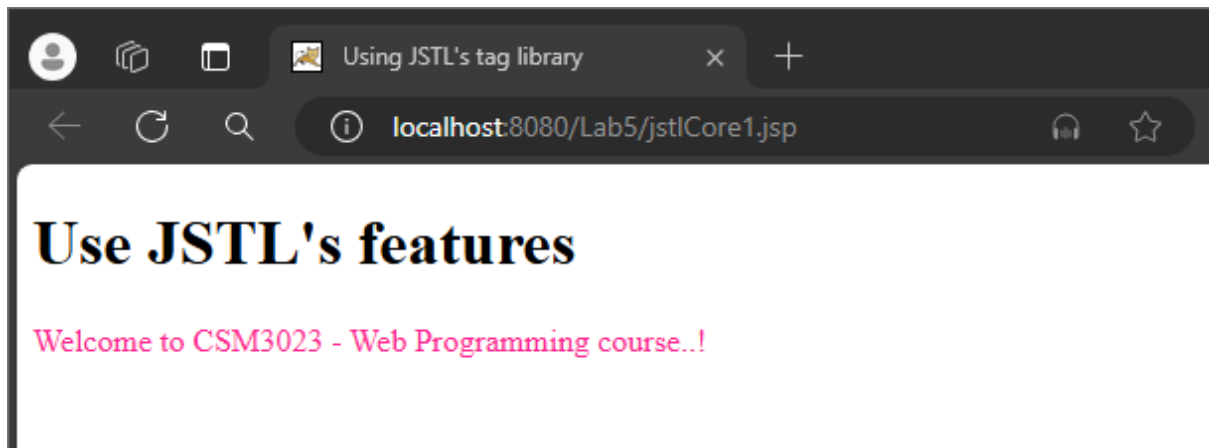 Using JSTL's tag library
localhost:8080/Lab5/jstlCore1.jsp
Use JSTL's features
Welcome to CSM3023 - Web Programming course..!